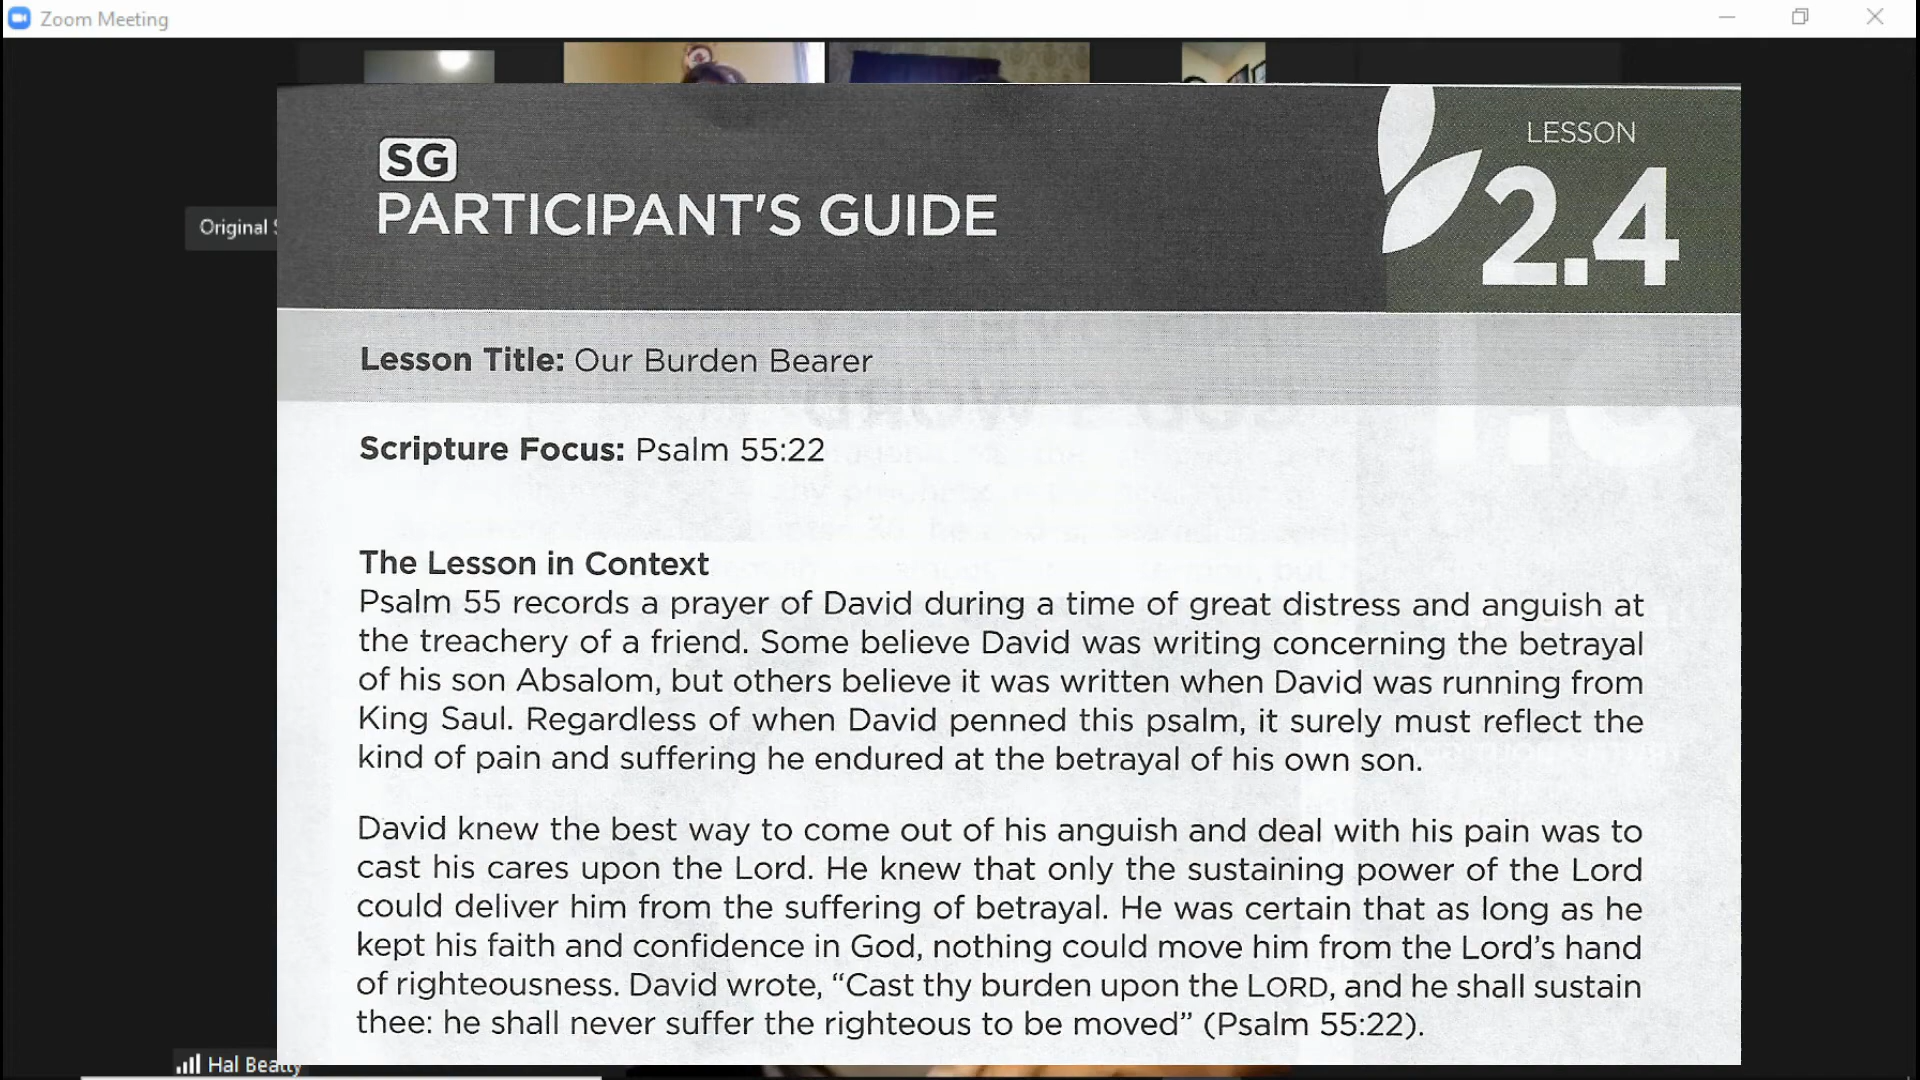 Zoom Meeting
Original S
SG
PARTICIPANT'S GUIDE
LESSON
2.4
Lesson Title: Our Burden Bearer
Scripture Focus: Psalm 55:22
The Lesson in Context
Psalm 55 records a prayer of David during a time of great distress and anguish at
the treachery of a friend. Some believe David was writing concerning the betrayal
of his son Absalom, but others believe it was written when David was running from
King Saul. Regardless of when David penned this psalm, it surely must reflect the
kind of pain and suffering he endured at the betrayal of his own son.
David knew the best way to come out of his anguish and deal with his pain was to
cast his cares upon the Lord. He knew that only the sustaining power of the Lord
could deliver him from the suffering of betrayal. He was certain that as long as he
kept his faith and confidence in God, nothing could move him from the Lord’s hand
of righteousness. David wrote, “Cast thy burden upon the LORD, and he shall sustain
thee: he shall never suffer the righteous to be moved” (Psalm 55:22).
Hal Beatty